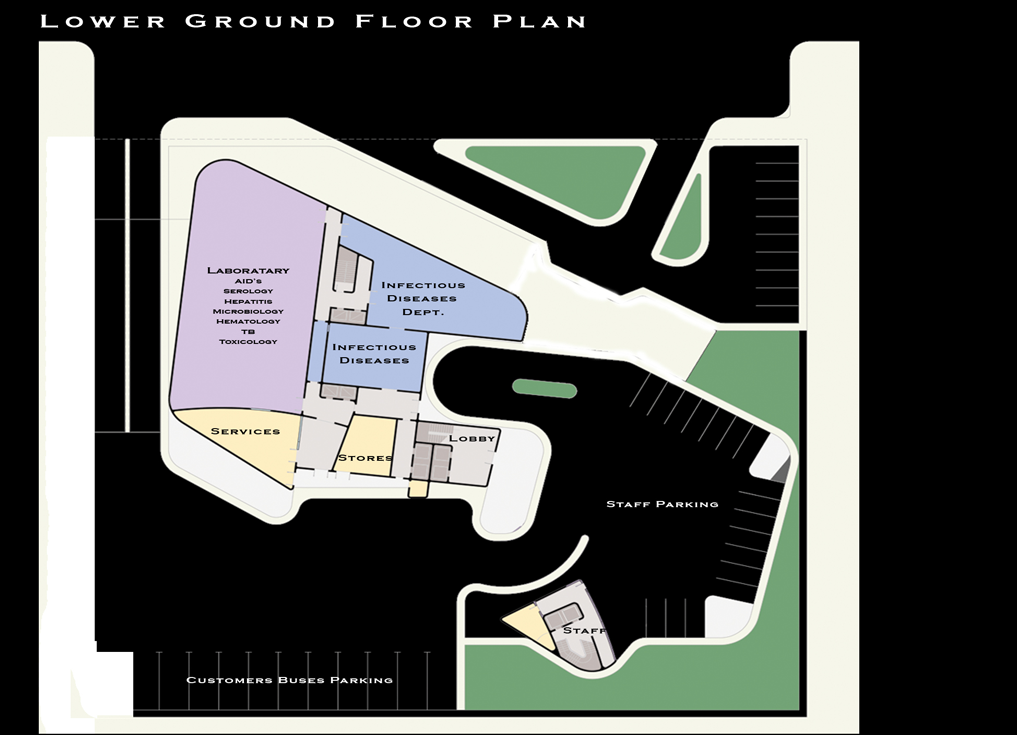 Lower Ground Floor Plan
Laboratary
AID's
Serology
Hepatitis
Microbiology
Hematology
TB
Toxicology
Infectious
Diseases
Dept.
Infectious
Diseases
Services
Stores
Lobby
Staff Parking
Staff
Customers Buses Parking